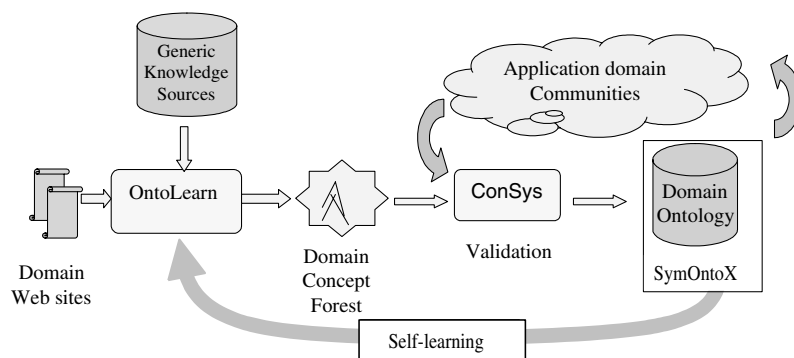 Generic
Knowledge
Sources
Application domain
Communities
OntoLearn
ConSys
Domain
Ontology
Domain
Web sites
Domain
Concept
Forest
Validation
SymOntoX
Self-learning